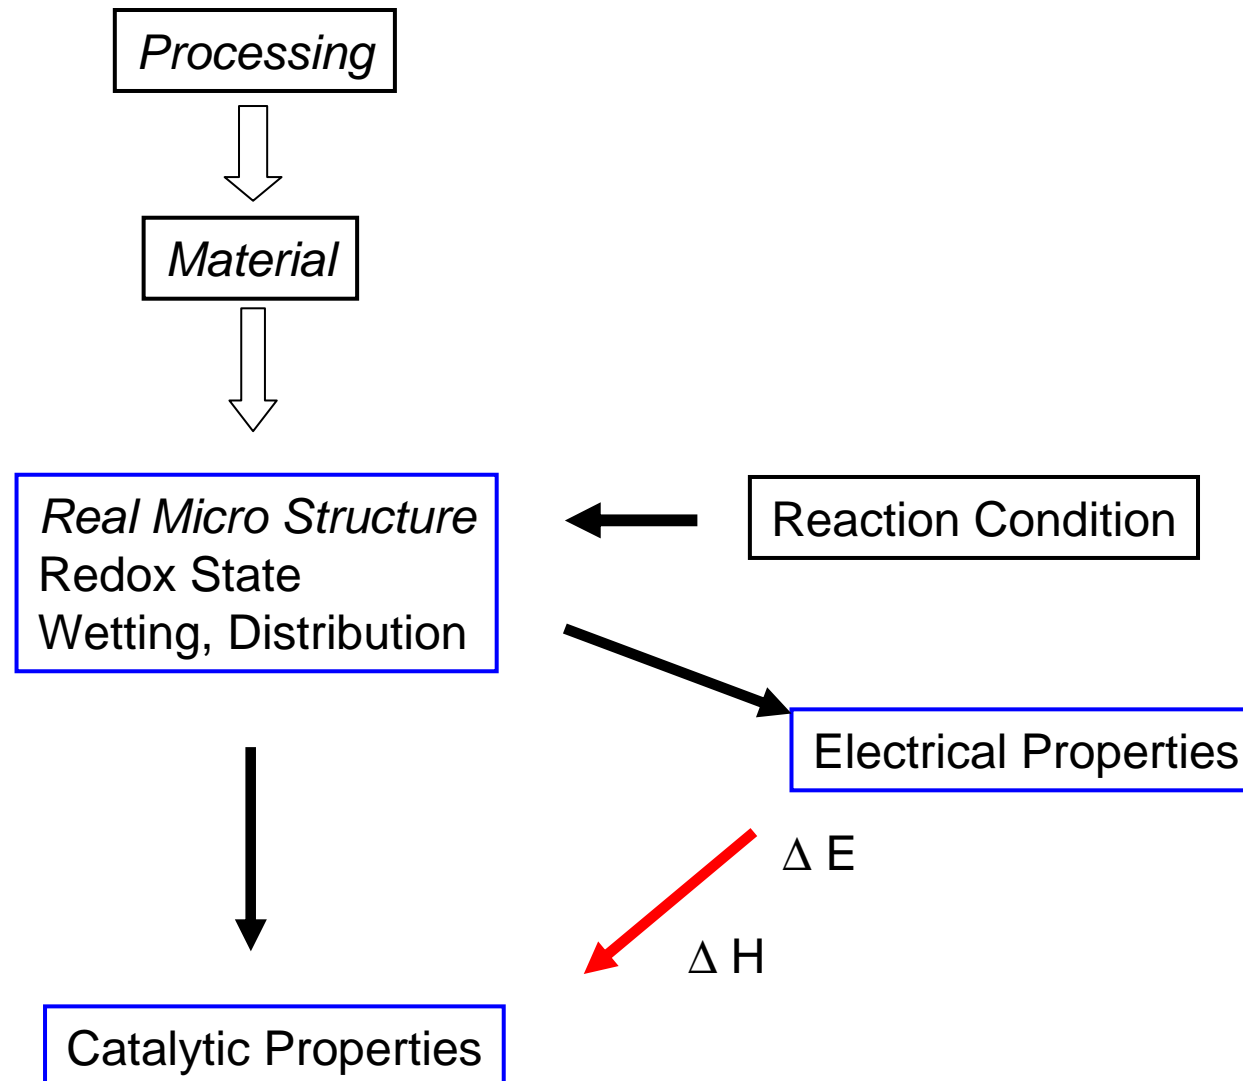 Processing
Material
Real Micro Structure
Redox State
Wetting, Distribution
Reaction Condition
Electrical Properties
Δ E
Δ H
Catalytic Properties